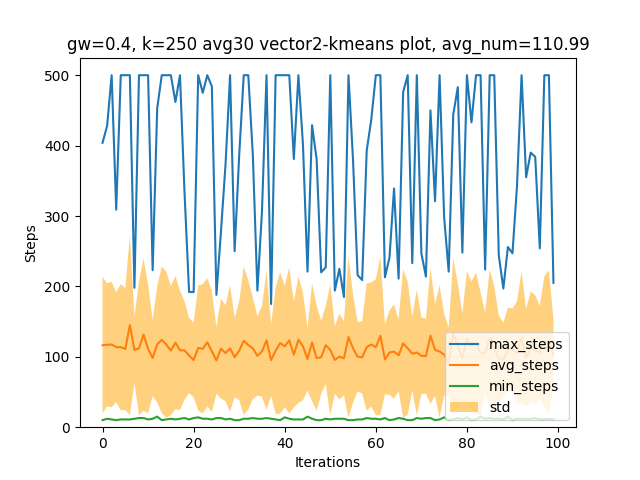 gw=0.4, k=250 avg30 vector2-kmeans plot, avg_num=110.99
500
400
300
200
100
0
Steps
max_steps
avg_steps
min_steps
std
0 20 40 60 80 100
Iterations